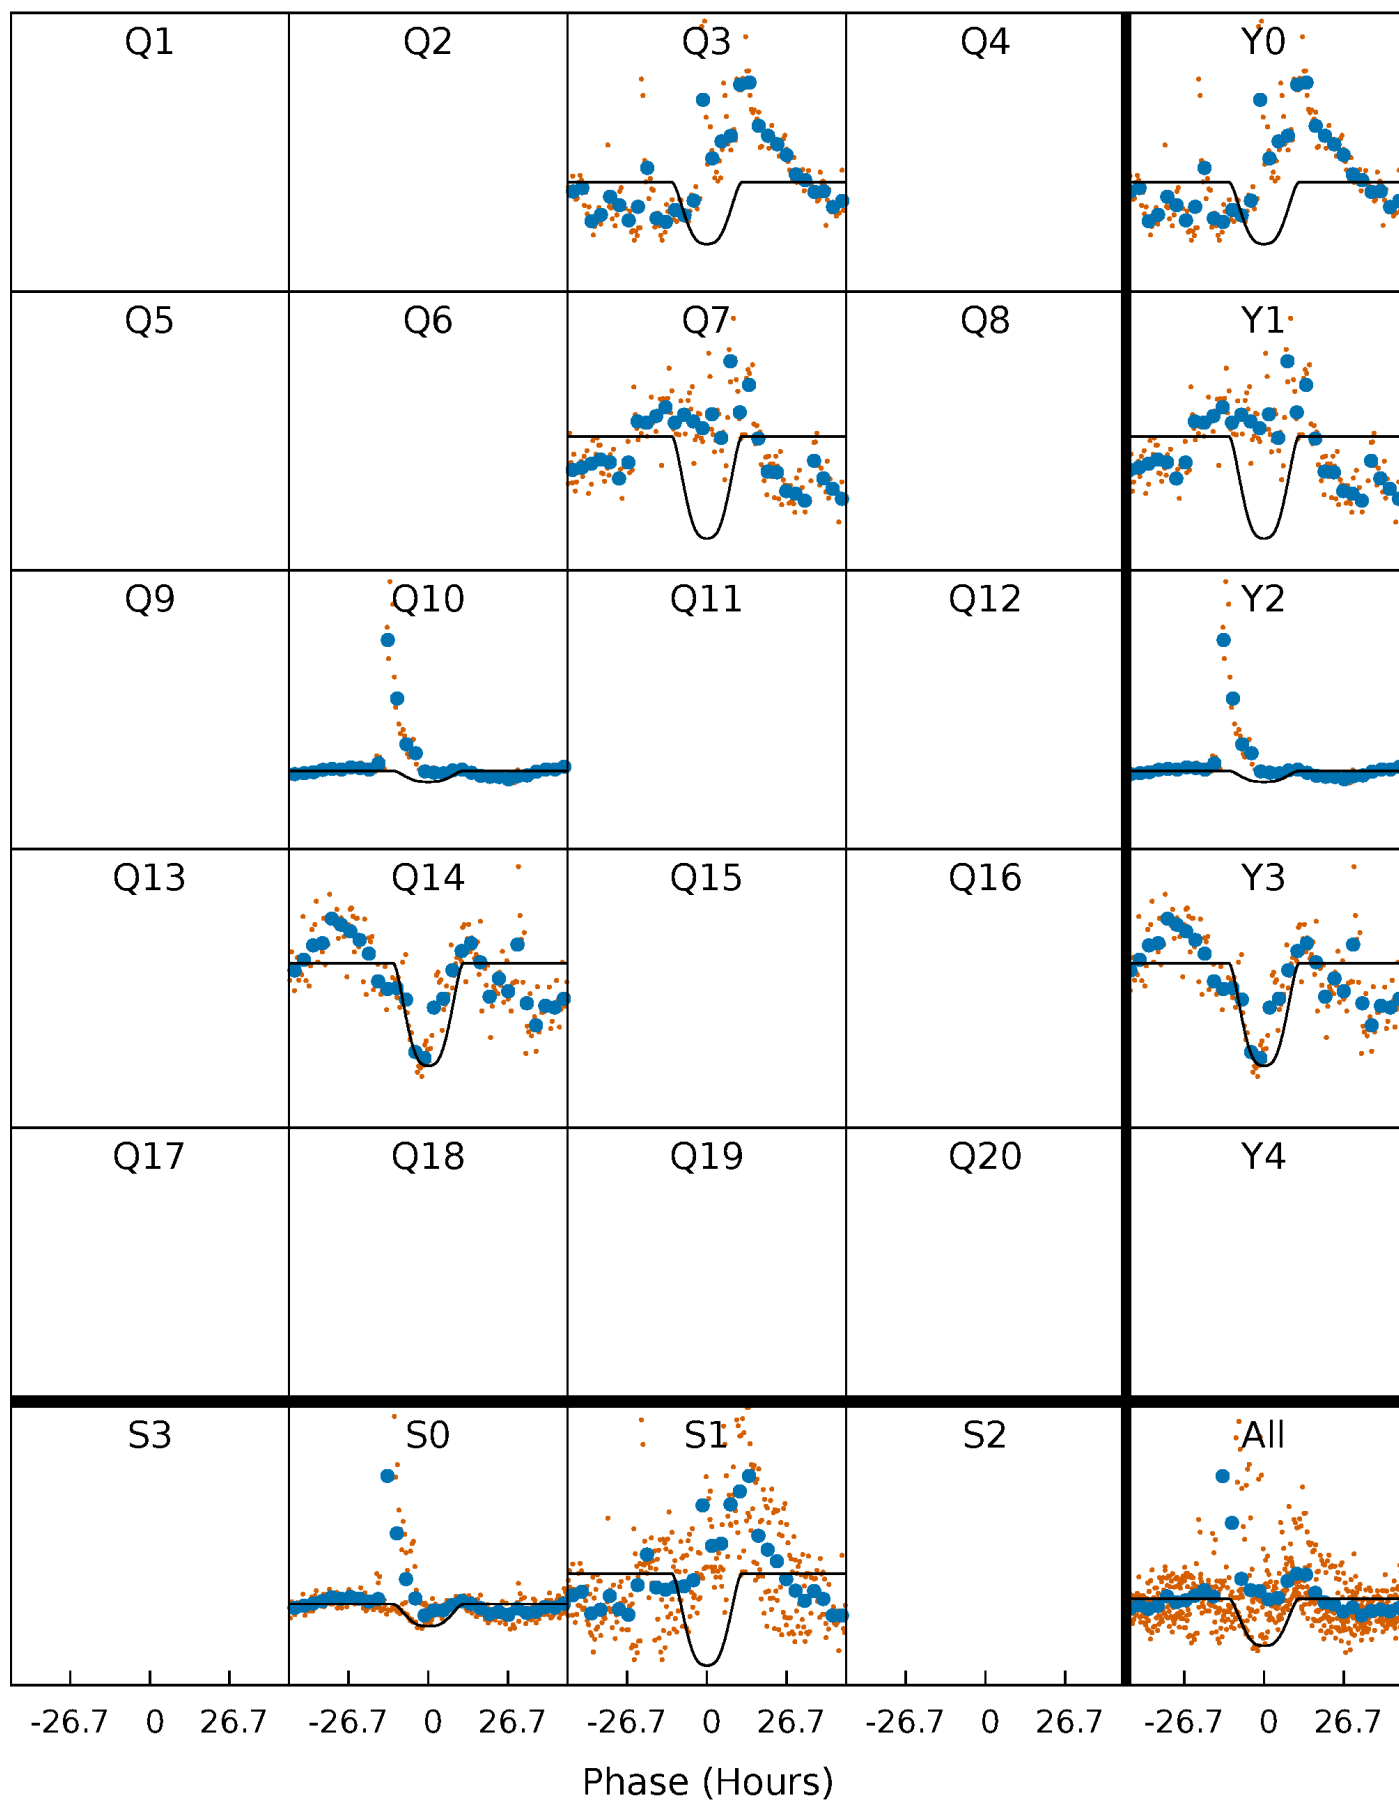 Q1 Q2 Q3 Q4 Y0
Q5 Q6 Q7 Q8 Y1
Q9 Q10 Q11 Q12 Y2
Q13 Q14 Q15 Q16 Y3
Q17 Q18 Q19 Q20 Y4
S3 S0 S1 S2 All
-26.7 0 26.7 -26.7 0 26.7 -26.7 0 26.7 -26.7 0 26.7 -26.7 0 26.7
Phase (Hours)